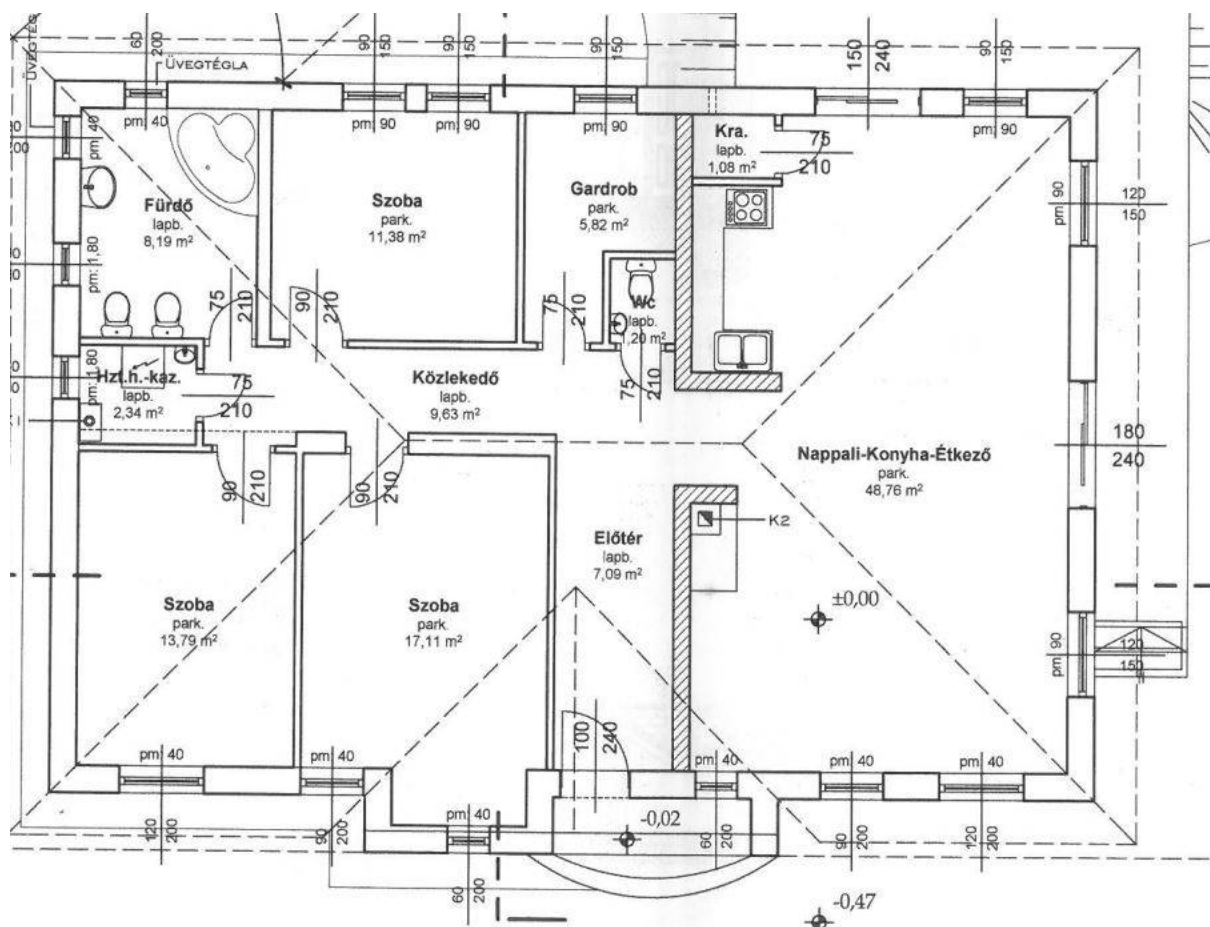 60
200
ÜVEGTÉGLA
ÜVEGTÉG
90
150
90
150
90
150
150
240
90
150
pm: 40
pm: 90
pm: 90
pm: 90
pm: 90
pm: 40
Kra.
lapb.
1,08 m²
75
210
Fürdő
lapb.
8,19 m²
Szoba
park.
11,38 m²
Gardrob
park.
5,82 m²
pm: 90
120
150
pm: 1,80
75
210
90
210
75
210
Wc
lapb.
1,20 m²
75
210
pm: 1,80
Hzt.h.-kaz.
lapb.
2,34 m²
75
210
Közlekedő
lapb.
9,63 m²
180
240
Nappali-Konyha-Étkező
park.
48,76 m²
90
210
90
210
K2
Előtér
lapb.
7,09 m²
Szoba
park.
13,79 m²
Szoba
park.
17,11 m²
±0,00
pm: 90
120
150
100
240
pm: 40
pm: 40
pm: 40
pm: 40
pm: 40
pm: 40
-0,02
120
200
90
200
60
200
60
200
90
200
120
200
-0,47